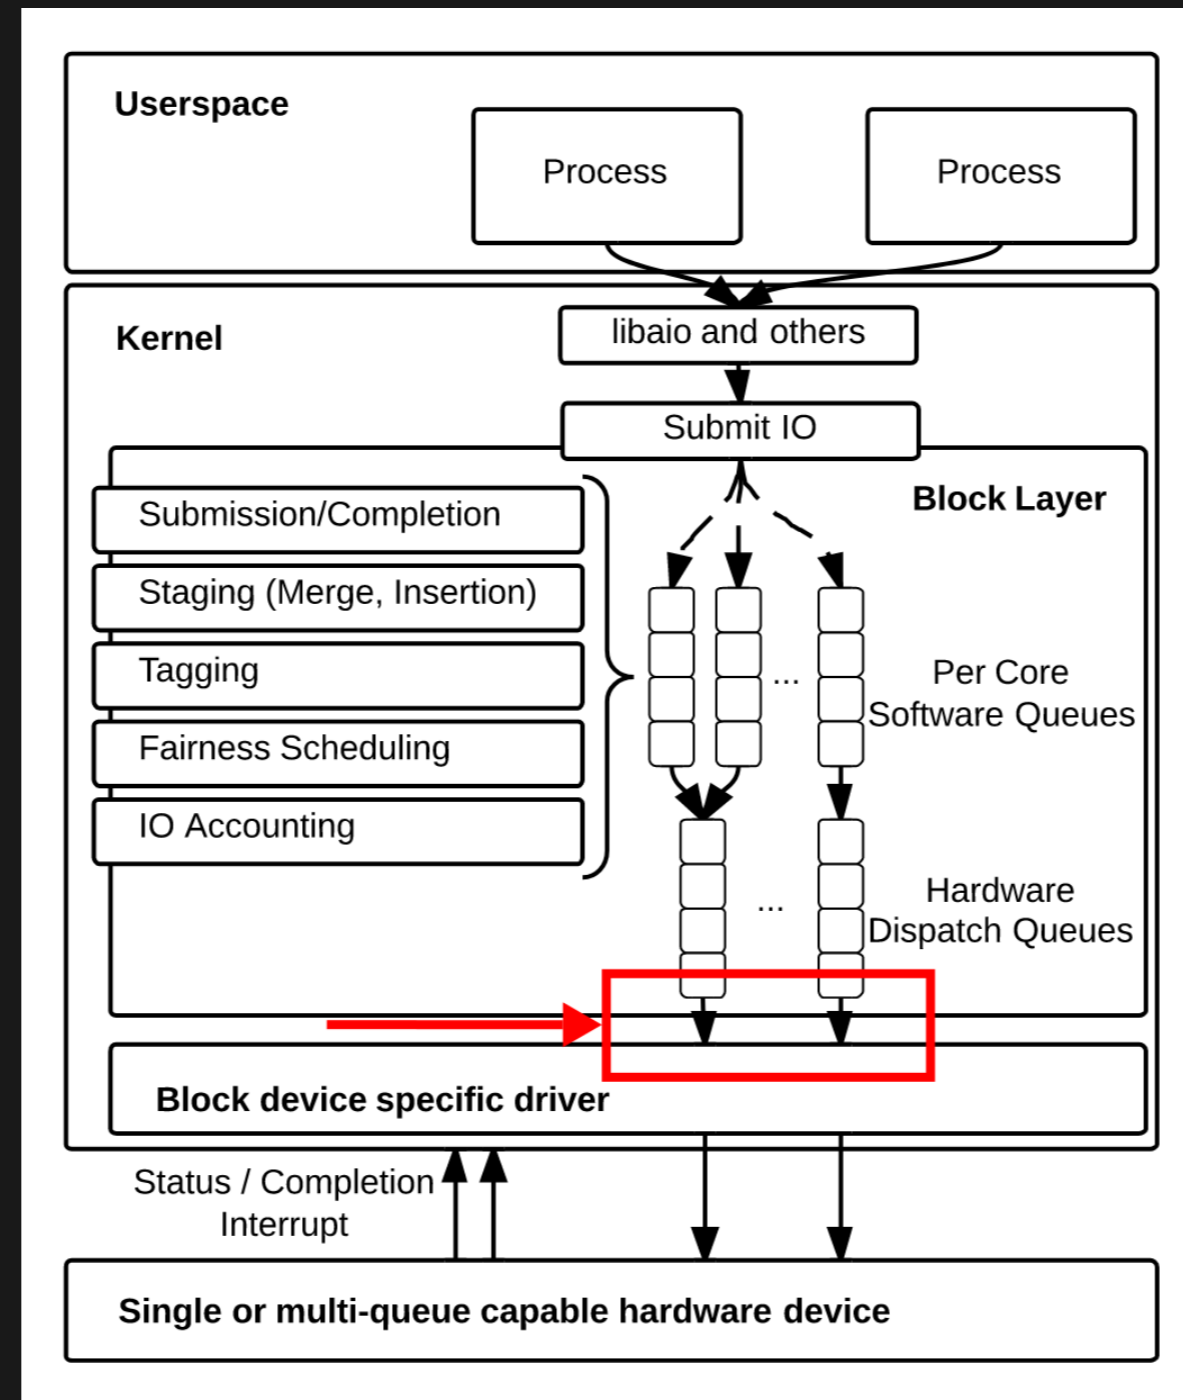 Userspace
Process
Process
Kernel
libaio and others
Submit IO
Block Layer
Submission/Completion
Staging (Merge, Insertion)
Tagging
Fairness Scheduling
IO Accounting
...
Per Core
Software Queues
...
Hardware
Dispatch Queues
Block device specific driver
Status / Completion
Interrupt
Single or multi-queue capable hardware device